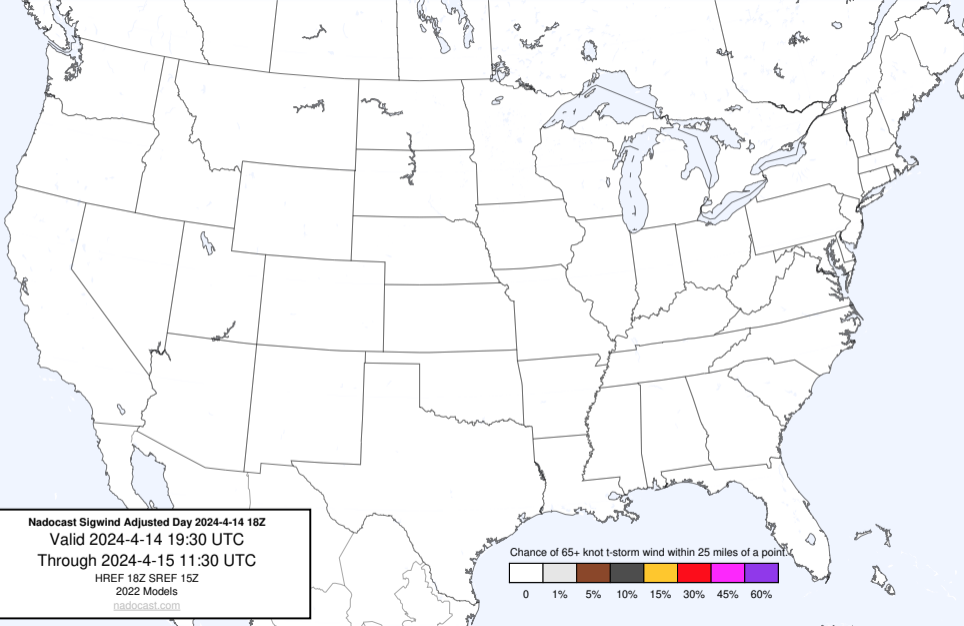 Nadocast Sigwind Adjusted Day 2024-4-14 18Z
Valid 2024-4-14 19:30 UTC
Through 2024-4-15 11:30 UTC
HREF 18Z SREF 15Z
2022 Models
nadocast.com
Chance of 65+ knot t-storm wind within 25 miles of a point.
0 1% 5% 10% 15% 30% 45% 60%